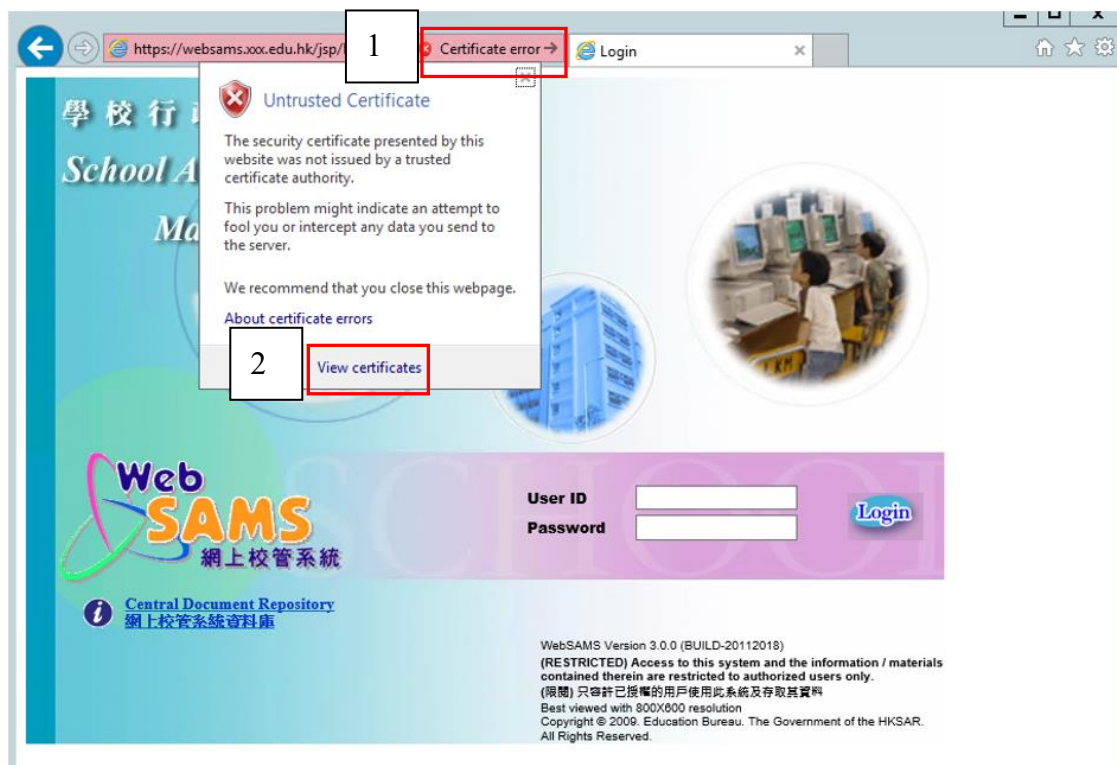 1
https://websams.xxx.edu.hk/jsp/
Certificate error
Login
Untrusted Certificate
The security certificate presented by this
website was not issued by a trusted
certificate authority.
This problem might indicate an attempt to
fool you or intercept any data you send to
the server.
We recommend that you close this webpage.
About certificate errors
2
View certificates
學校行
School A
Ma
SCHOOL
Web
SAMS
網上校管系統
User ID
Password
Login
Central Document Repository
網上校管系統資料庫
WebSAMS Version 3.0.0 (BUILD-20112018)
(RESTRICTED) Access to this system and the information / materials
contained therein are restricted to authorized users only.
(限閱) 只容許已授權的用戶使用此系統及存取其資料
Best viewed with 800X600 resolution
Copyright © 2009. Education Bureau. The Government of the HKSAR.
All Rights Reserved.